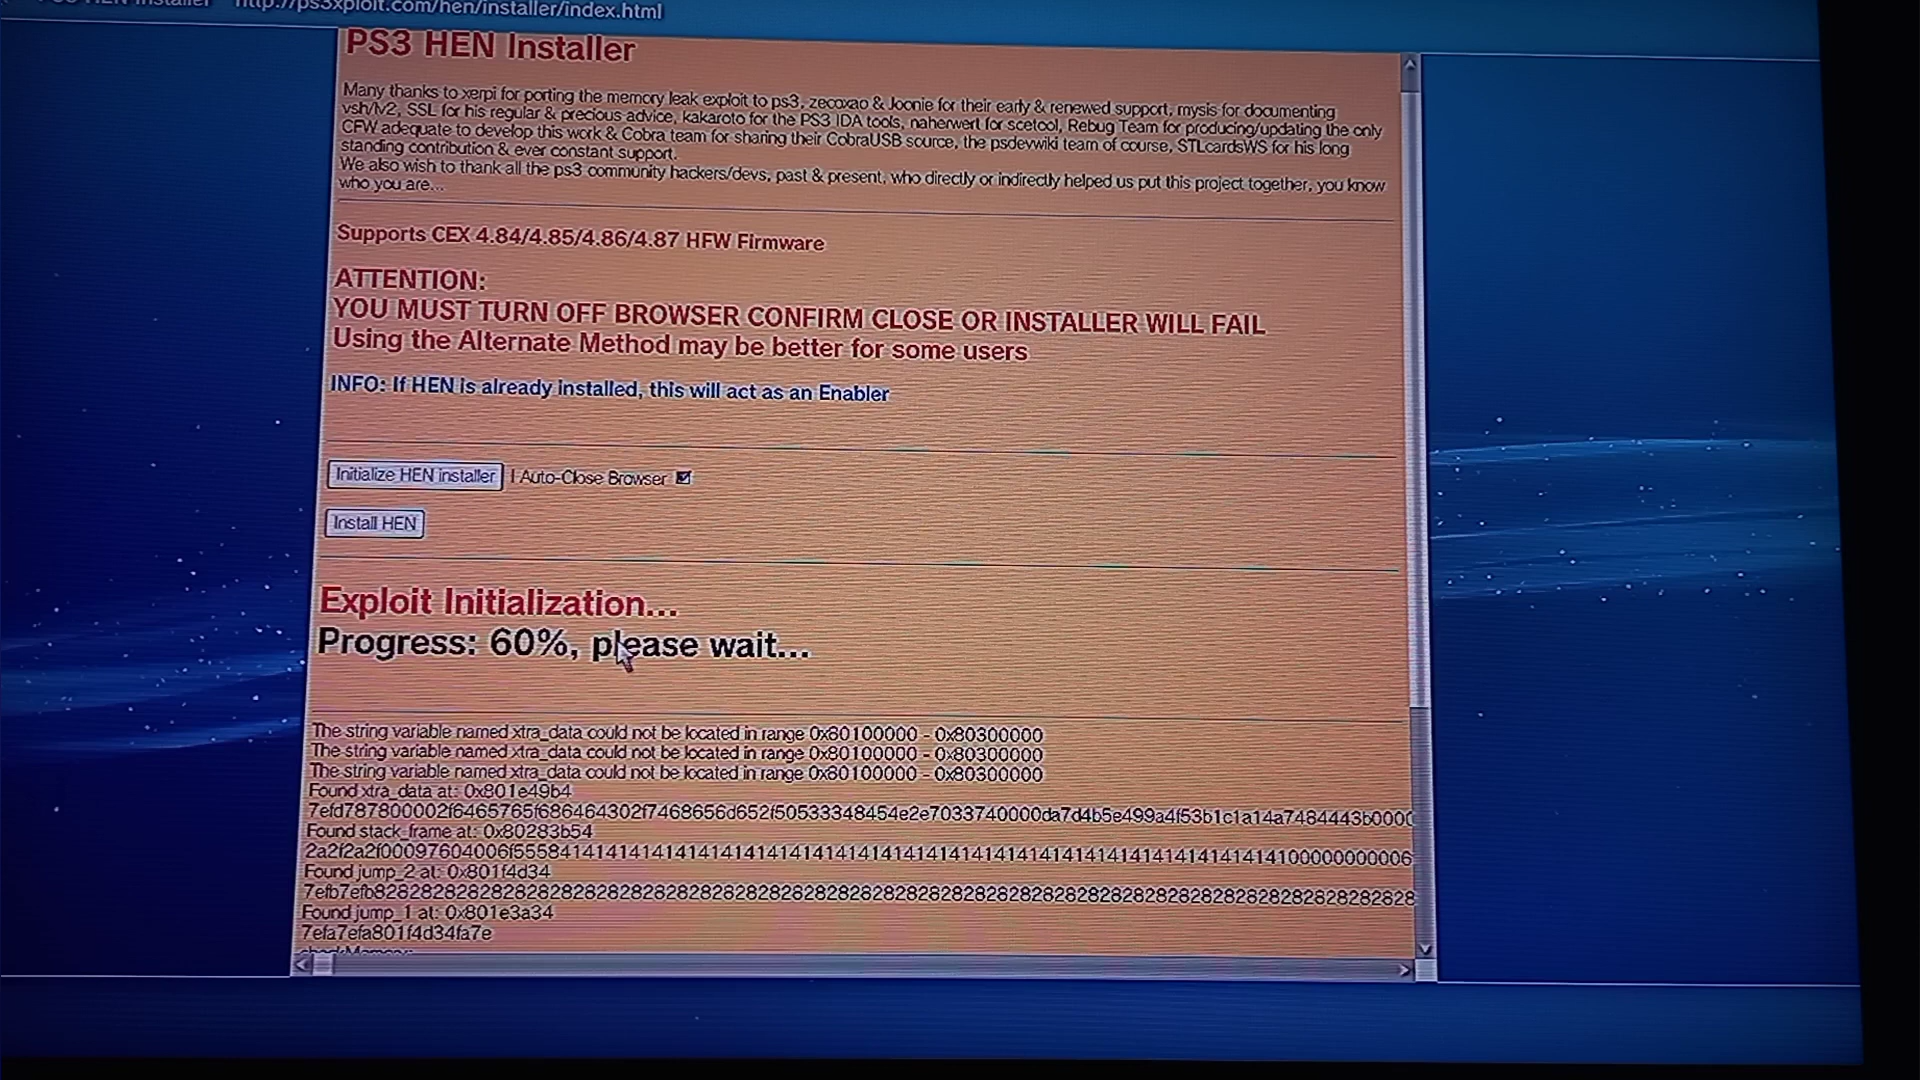 http://ps3xploit.com/hen/installer/index.html
PS3 HEN Installer
Many thanks to xerpi for porting the memory leak exploit to ps3, zecoxao & Joonie for their early & renewed support, mysis for documenting
vsh/lv2, SSL for his regular & precious advice, kakaroto for the PS3 IDA tools, naherwert for scetool, Rebug Team for producing/updating the only
CFW adequate to develop this work & Cobra team for sharing their CobraUSB source, the psdevwiki team of course, STLcardsWS for his long
standing contribution & ever constant support.
We also wish to thank all the ps3 community hackers/devs, past & present, who directly or indirectly helped us put this project together, you know
who you are...
Supports CEX 4.84/4.85/4.86/4.87 HFW Firmware
ATTENTION:
YOU MUST TURN OFF BROWSER CONFIRM CLOSE OR INSTALLER WILL FAIL
Using the Alternate Method may be better for some users
INFO: If HEN is already installed, this will act as an Enabler
Initialize HEN installer | Auto-Close Browser
Install HEN
Exploit Initialization...
Progress: 60%, please wait...
The string variable named xtra_data could not be located in range 0x80100000 - 0x80300000
The string variable named xtra_data could not be located in range 0x80100000 - 0x80300000
The string variable named xtra_data could not be located in range 0x80100000 - 0x80300000
Found xtra_data at: 0x801e49b4
Found stack_frame at: 0x80283b54
Found jump_2 at: 0x801f4d34
Found jump_1 at: 0x801e3a34
7efa7efa801f4d34fa7e